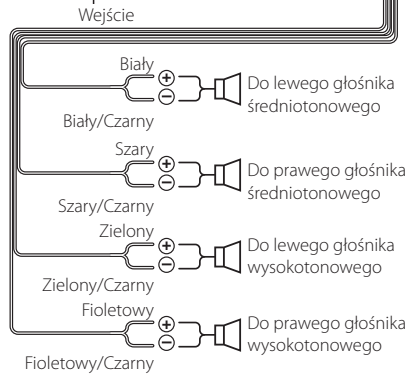 Wejście
Biały
Do lewego głośnika
średniotonowego
Biały/Czarny
Szary
Do prawego głośnika
średniotonowego
Szary/Czarny
Zielony
Do lewego głośnika
wysokotonowego
Zielony/Czarny
Fioletowy
Do prawego głośnika
wysokotonowego
Fioletowy/Czarny